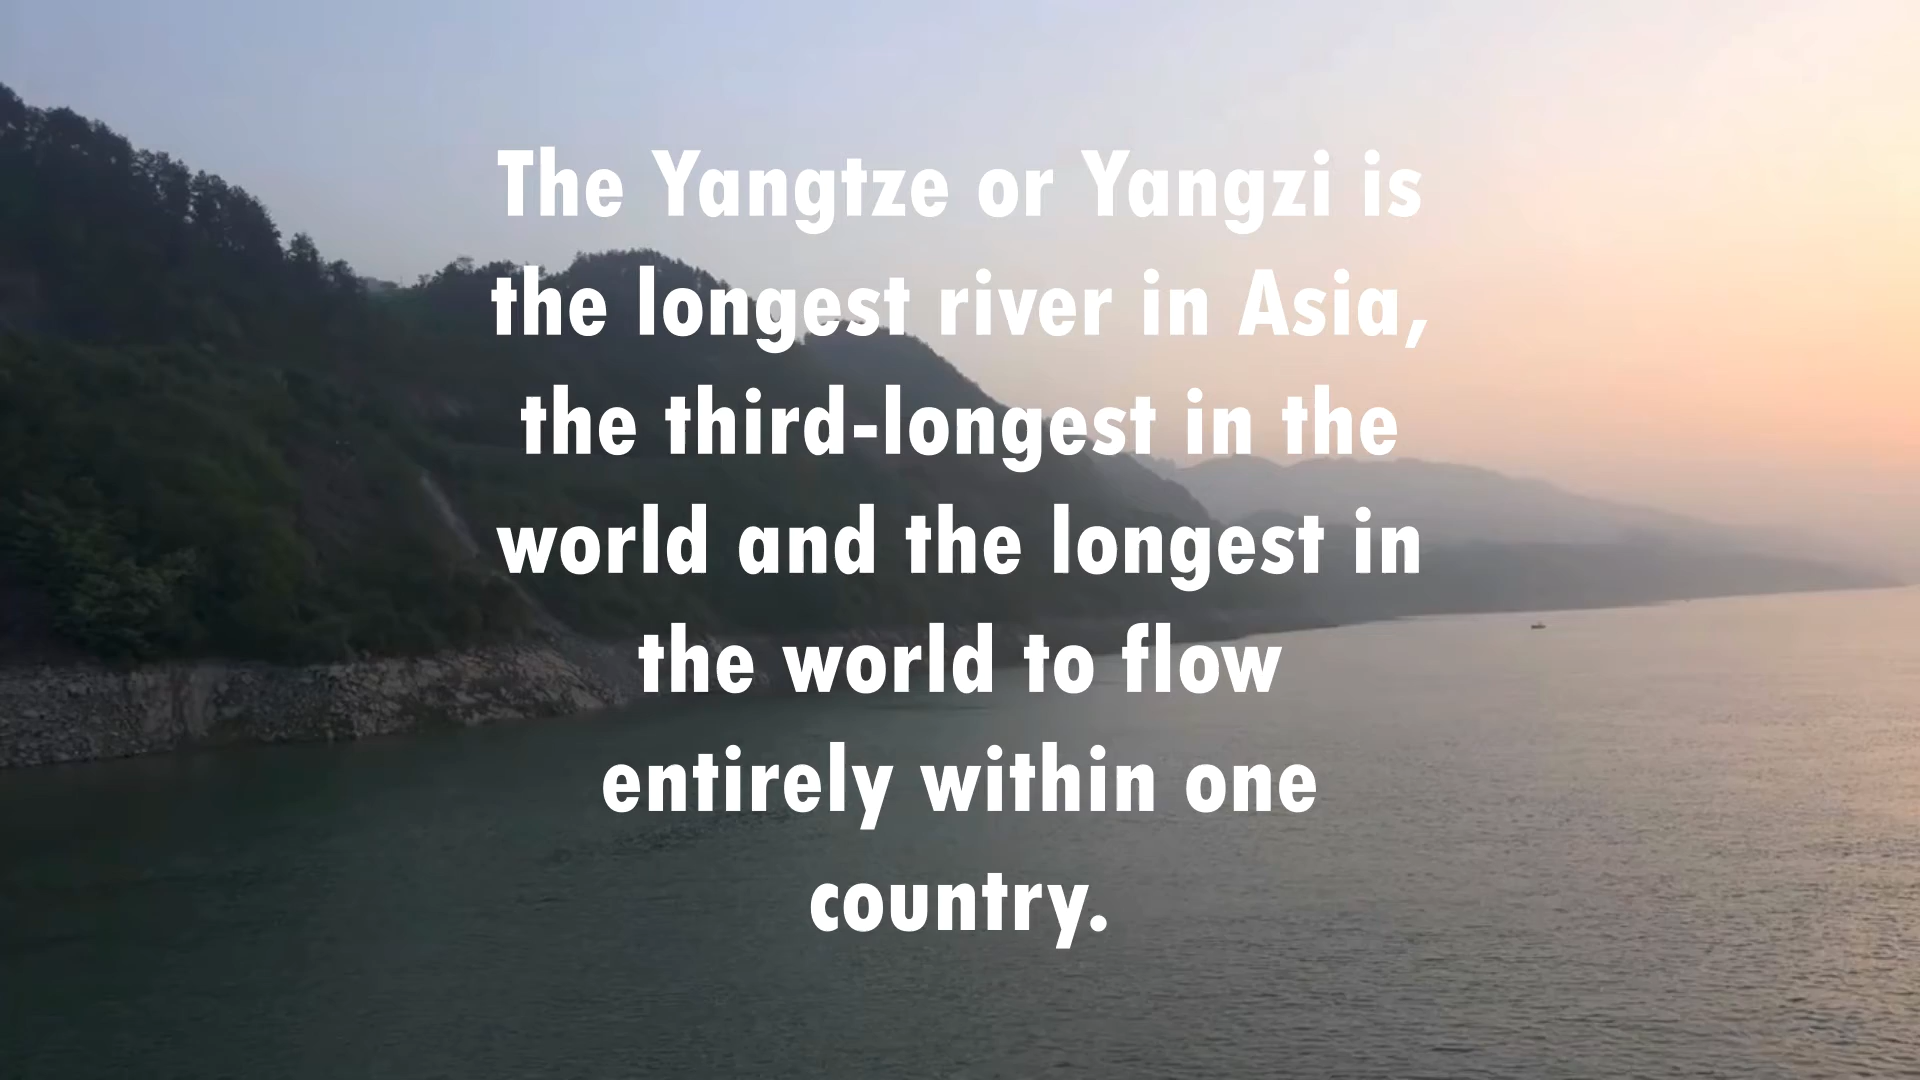 The Yangtze or Yangzi is
the longest river in Asia,
the third-longest in the
world and the longest in
the world to flow
entirely within one
country.